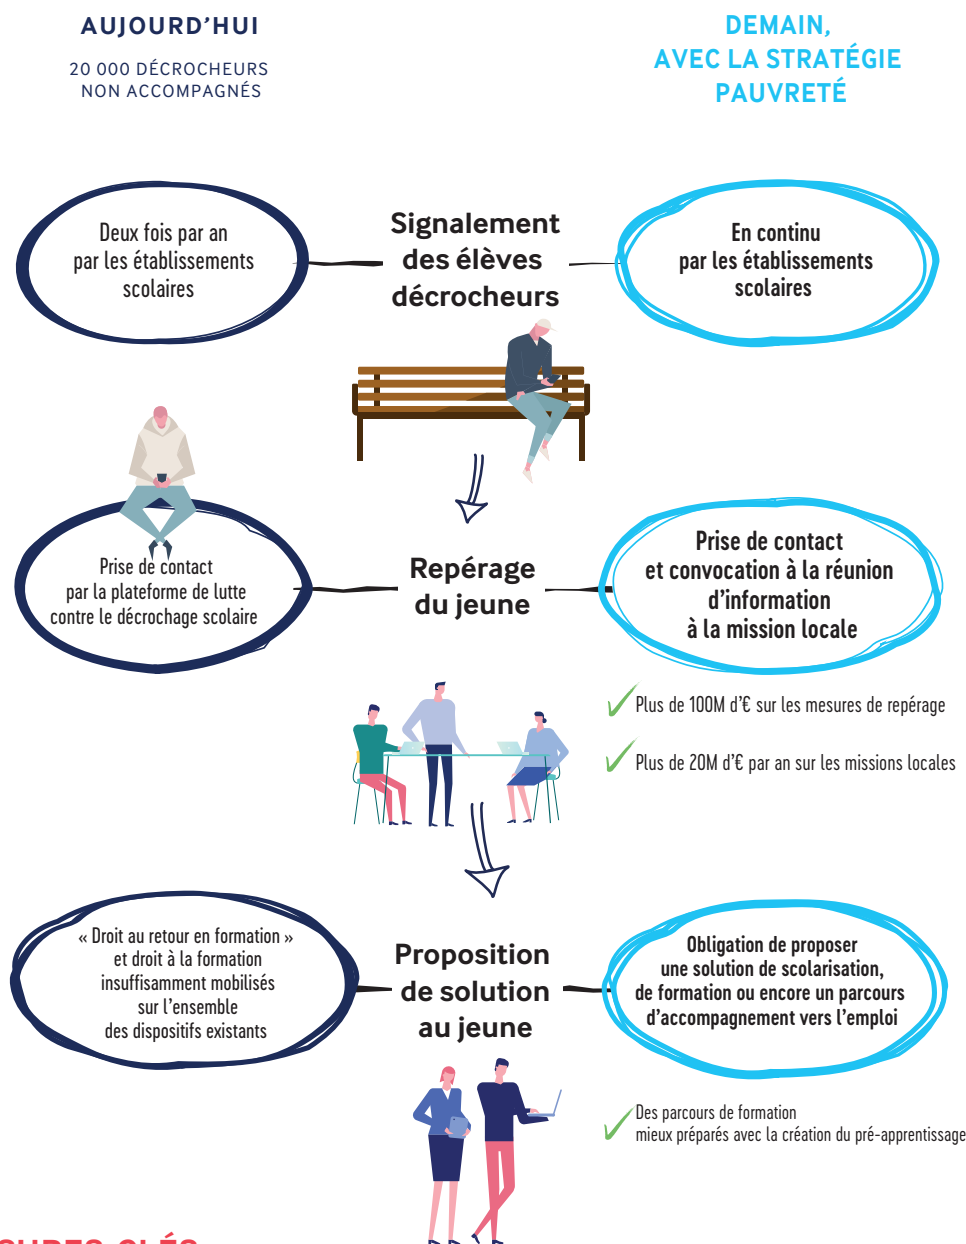 AUJOURD’HUI
20 000 DÉCROCHEURS
NON ACCOMPAGNÉS
DEMAIN,
AVEC LA STRATÉGIE
PAUVRETÉ
Deux fois par an
par les établissements
scolaires
Signalement
des élèves
décrocheurs
En continu
par les établissements
scolaires
Prise de contact
par la plateforme de lutte
contre le décrochage scolaire
Repérage
du jeune
Prise de contact
et convocation à la réunion
d’information
à la mission locale
Plus de 100M d’€ sur les mesures de repérage
Plus de 20M d’€ par an sur les missions locales
« Droit au retour en formation »
et droit à la formation
insuffisamment mobilisés
sur l’ensemble
des dispositifs existants
Proposition
de solution
au jeune
Obligation de proposer
une solution de scolarisation,
de formation ou encore un parcours
d’accompagnement vers l’emploi
Des parcours de formation
mieux préparés avec la création du pré-apprentissage